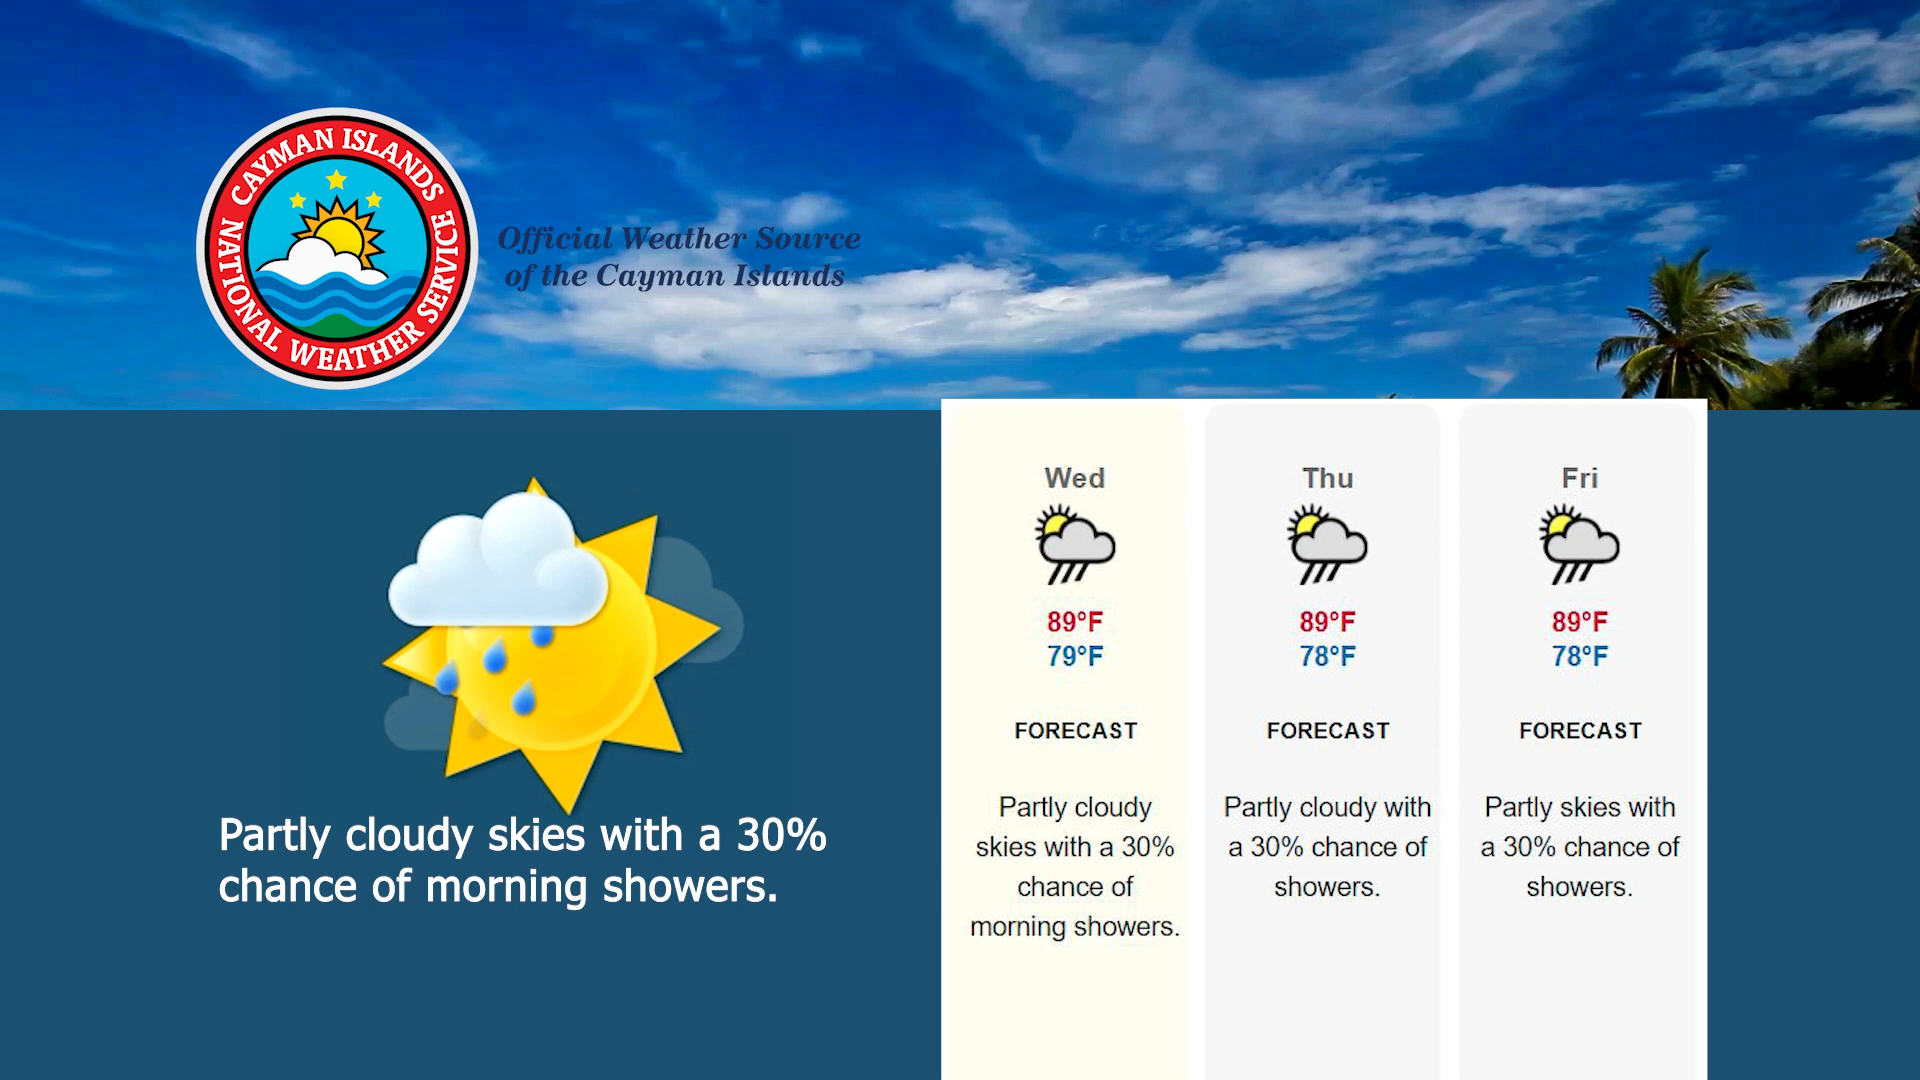 CAYMAN ISLANDS
NATIONAL WEATHER SERVICE
Official Weather Source
of the Cayman Islands
Partly cloudy skies with a 30%
chance of morning showers.
Wed
89°F
79°F
FORECAST
Partly cloudy
skies with a 30%
chance of
morning showers.
Thu
89°F
78°F
FORECAST
Partly cloudy with
a 30% chance of
showers.
Fri
89°F
78°F
FORECAST
Partly skies with
a 30% chance of
showers.